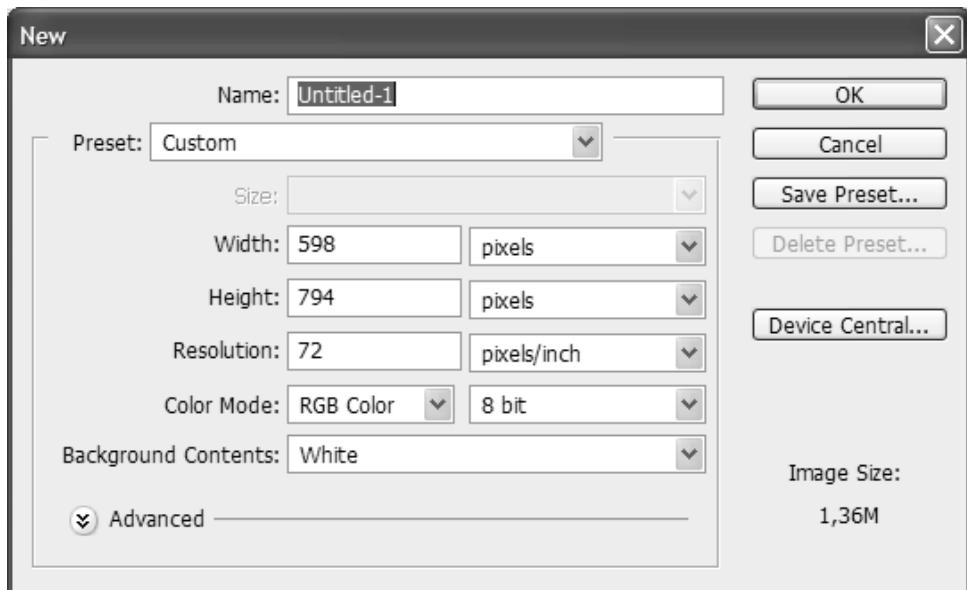 New
Name: Untitled-1 OK
Preset: Custom Cancel
Size: Save Preset...
Width: 598 pixels Delete Preset...
Height: 794 pixels
Device Central...
Resolution: 72 pixels/inch
Color Mode: RGB Color 8 bit
Background Contents: White
Image Size:
Advanced 1,36M